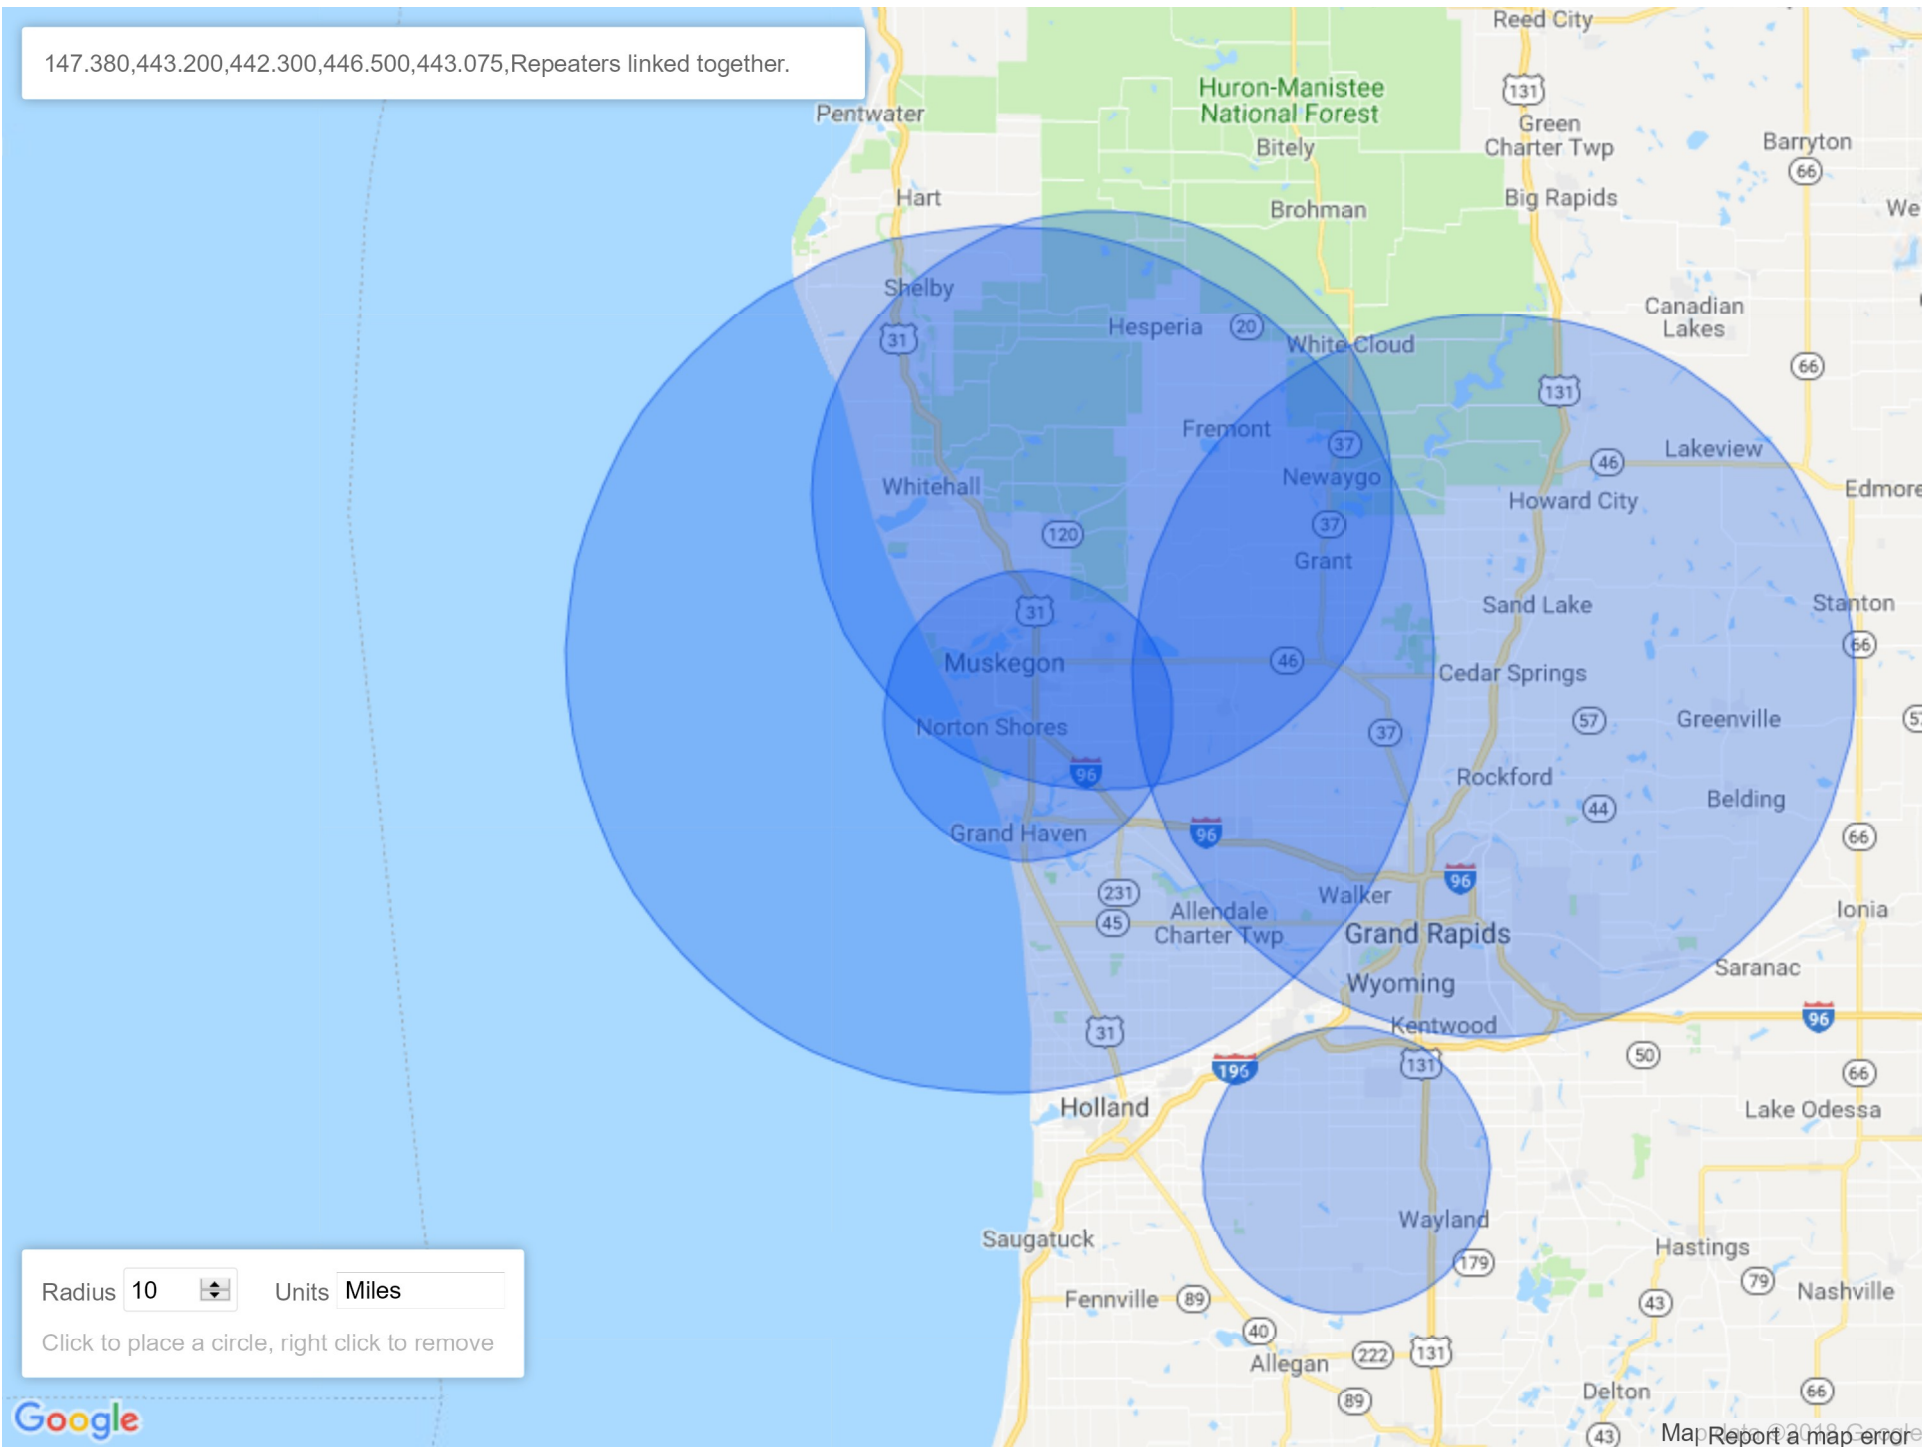 Reed City
147.380,443.200,442.300,446.500,443.075,Repeaters linked together.
Huron-Manistee
National Forest
131
Pentwater
Green
Charter Twp
Barryton
Bitely
66
Hart
Brohman
Big Rapids
We
Shelby
Canadian
Lakes
Hesperia
20
31
White Cloud
66
131
Fremont
37
Lakeview
46
Newaygo
Whitehall
Howard City
Edmore
37
120
Grant
31
Sand Lake
Stanton
66
Muskegon
46
Cedar Springs
Norton Shores
37
57
Greenville
96
Rockford
Belding
44
Grand Haven
96
66
96
231
Walker
Allendale
Charter Twp
45
Ionia
Grand Rapids
Saranac
Wyoming
31
Kentwood
96
50
196
131
66
Holland
Lake Odessa
Wayland
Saugatuck
Hastings
179
79
Nashville
Radius 10 Units Miles
Fennville
89
43
Click to place a circle, right click to remove
40
Allegan
222
131
Delton
66
89
Google
43
Map data ©2018 Google
Report a map error